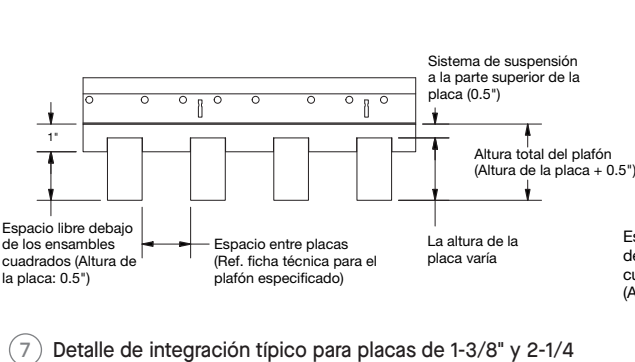 Sistema de suspensión
a la parte superior de la
placa (0.5")
1"
Altura total del plafón
(Altura de la placa + 0.5")
Espacio libre debajo
de los ensambles
cuadrados (Altura de
la placa: 0.5")
Espacio entre placas
(Ref. ficha técnica para el
plafón especificado)
La altura de la
placa varía
7 Detalle de integración típico para placas de 1-3/8" y 2-1/4